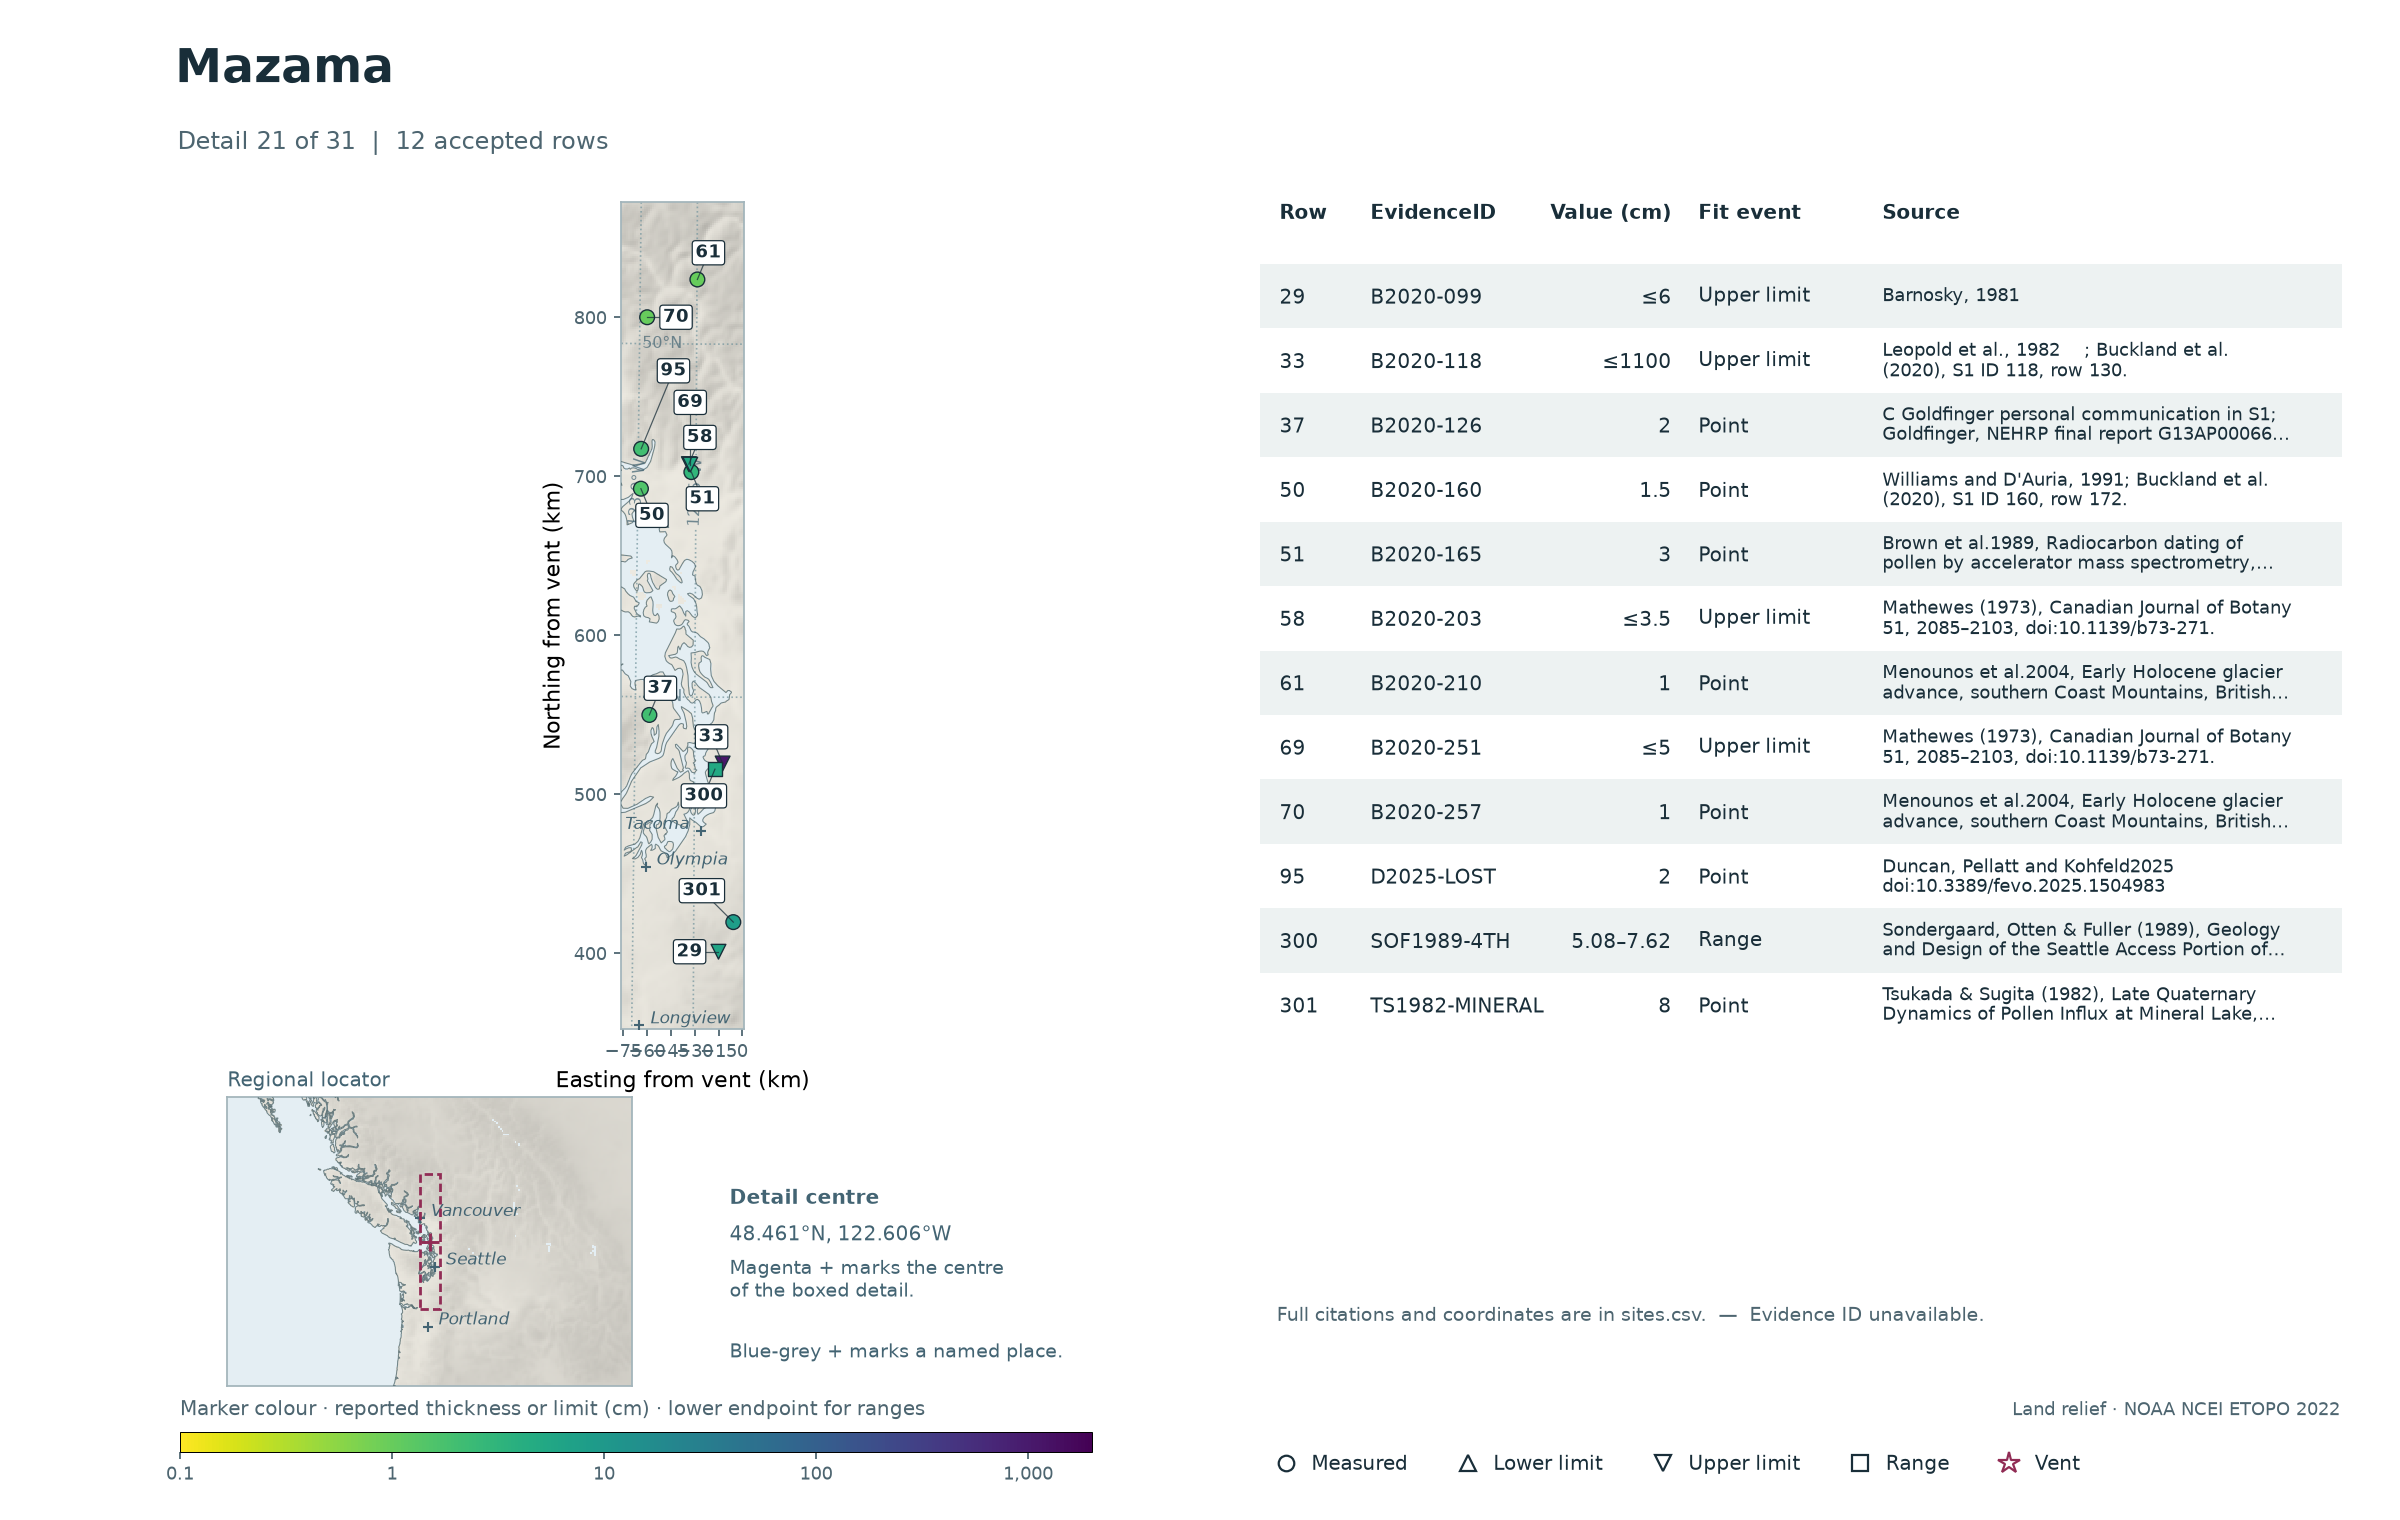 Mazama
Detail 21 of 31 | 12 accepted rows
Row EvidenceID Value (cm) Fit event Source
29 B2020-099 ≤6 Upper limit Barnosky, 1981
33 B2020-118 ≤1100 Upper limit Leopold et al., 1982 ; Buckland et al.
(2020), S1 ID 118, row 130.
37 B2020-126 2 Point C Goldfinger personal communication in S1;
Goldfinger, NEHRP final report G13AP00066…
50 B2020-160 1.5 Point Williams and D'Auria, 1991; Buckland et al.
(2020), S1 ID 160, row 172.
51 B2020-165 3 Point Brown et al.1989, Radiocarbon dating of
pollen by accelerator mass spectrometry,…
58 B2020-203 ≤3.5 Upper limit Mathewes (1973), Canadian Journal of Botany
51, 2085–2103, doi:10.1139/b73-271.
61 B2020-210 1 Point Menounos et al.2004, Early Holocene glacier
advance, southern Coast Mountains, British…
69 B2020-251 ≤5 Upper limit Mathewes (1973), Canadian Journal of Botany
51, 2085–2103, doi:10.1139/b73-271.
70 B2020-257 1 Point Menounos et al.2004, Early Holocene glacier
advance, southern Coast Mountains, British…
95 D2025-LOST 2 Point Duncan, Pellatt and Kohfeld2025
doi:10.3389/fevo.2025.1504983
300 SOF1989-4TH 5.08–7.62 Range Sondergaard, Otten & Fuller (1989), Geology
and Design of the Seattle Access Portion of…
301 TS1982-MINERAL 8 Point Tsukada & Sugita (1982), Late Quaternary
Dynamics of Pollen Influx at Mineral Lake,…
61
800
70
50°N
95
69
58
700
51
50
600
37
33
500
300
Tacoma
Olympia
301
400
29
Longview
−75 −60 −45 −30 −15 0
Northing from vent (km)
Easting from vent (km)
Regional locator
Vancouver
Seattle
Portland
Detail centre
48.461°N, 122.606°W
Magenta + marks the centre
of the boxed detail.
Blue-grey + marks a named place.
Full citations and coordinates are in sites.csv. — Evidence ID unavailable.
Marker colour · reported thickness or limit (cm) · lower endpoint for ranges
0.1 1 10 100 1,000
Land relief · NOAA NCEI ETOPO 2022
Measured Lower limit Upper limit Range Vent